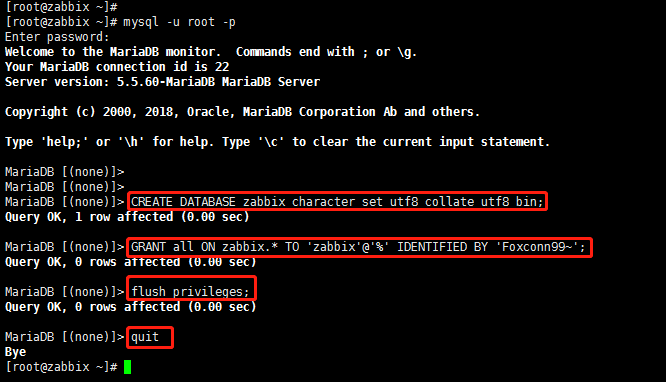 [root@zabbix ~]#
[root@zabbix ~]# mysql -u root -p
Enter password:
Welcome to the MariaDB monitor.  Commands end with ; or \g.
Your MariaDB connection id is 22
Server version: 5.5.60-MariaDB MariaDB Server
Copyright (c) 2000, 2018, Oracle, MariaDB Corporation Ab and others.
Type 'help;' or '\h' for help. Type '\c' to clear the current input statement.
MariaDB [(none)]>
MariaDB [(none)]>
MariaDB [(none)]> CREATE DATABASE zabbix character set utf8 collate utf8_bin;
Query OK, 1 row affected (0.00 sec)
MariaDB [(none)]> GRANT all ON zabbix.* TO 'zabbix'@'%' IDENTIFIED BY 'Foxconn99~';
Query OK, 0 rows affected (0.00 sec)
MariaDB [(none)]> flush privileges;
Query OK, 0 rows affected (0.00 sec)
MariaDB [(none)]> quit
Bye
[root@zabbix ~]#